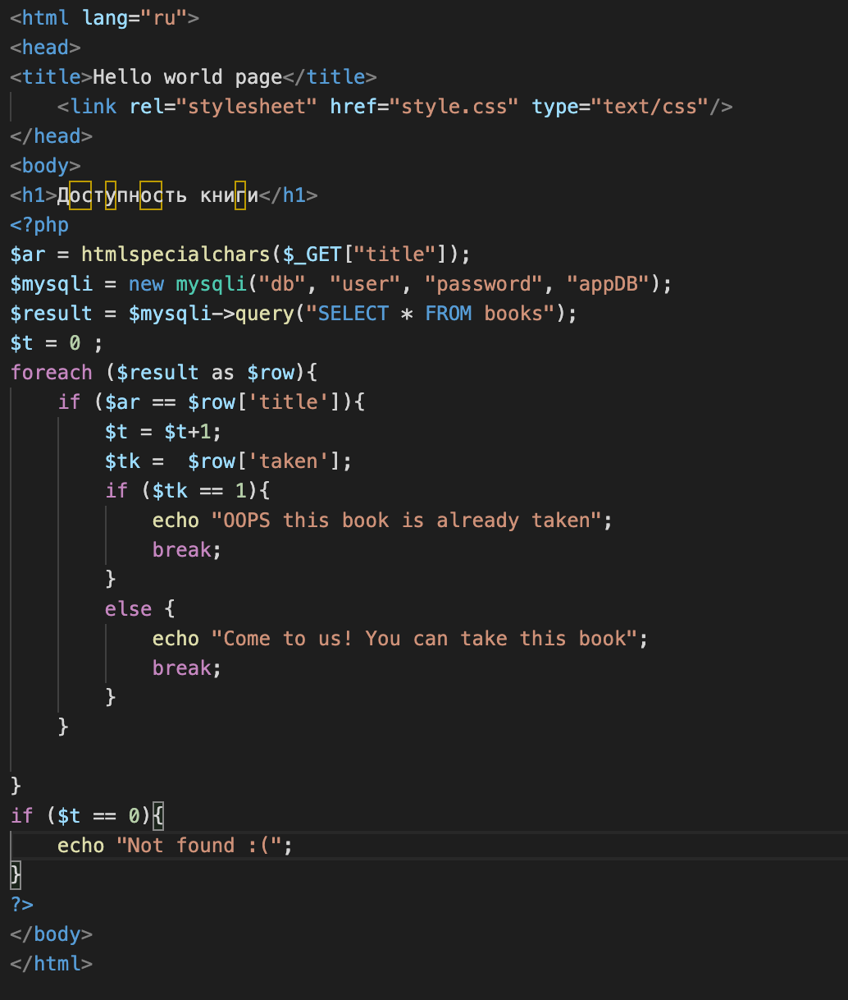 <html lang="ru">
<head>
<title>Hello world page</title>
    <link rel="stylesheet" href="style.css" type="text/css"/>
</head>
<body>
<h1>Доступность книги</h1>
<?php
$ar = htmlspecialchars($_GET["title"]);
$mysqli = new mysqli("db", "user", "password", "appDB");
$result = $mysqli->query("SELECT * FROM books");
$t = 0 ;
foreach ($result as $row){
    if ($ar == $row['title']){
        $t = $t+1;
        $tk =  $row['taken'];
        if ($tk == 1){
            echo "OOPS this book is already taken";
            break;
        }
        else {
            echo "Come to us! You can take this book";
            break;
        }
    }

}
if ($t == 0){
    echo "Not found :(";
}
?>
</body>
</html>